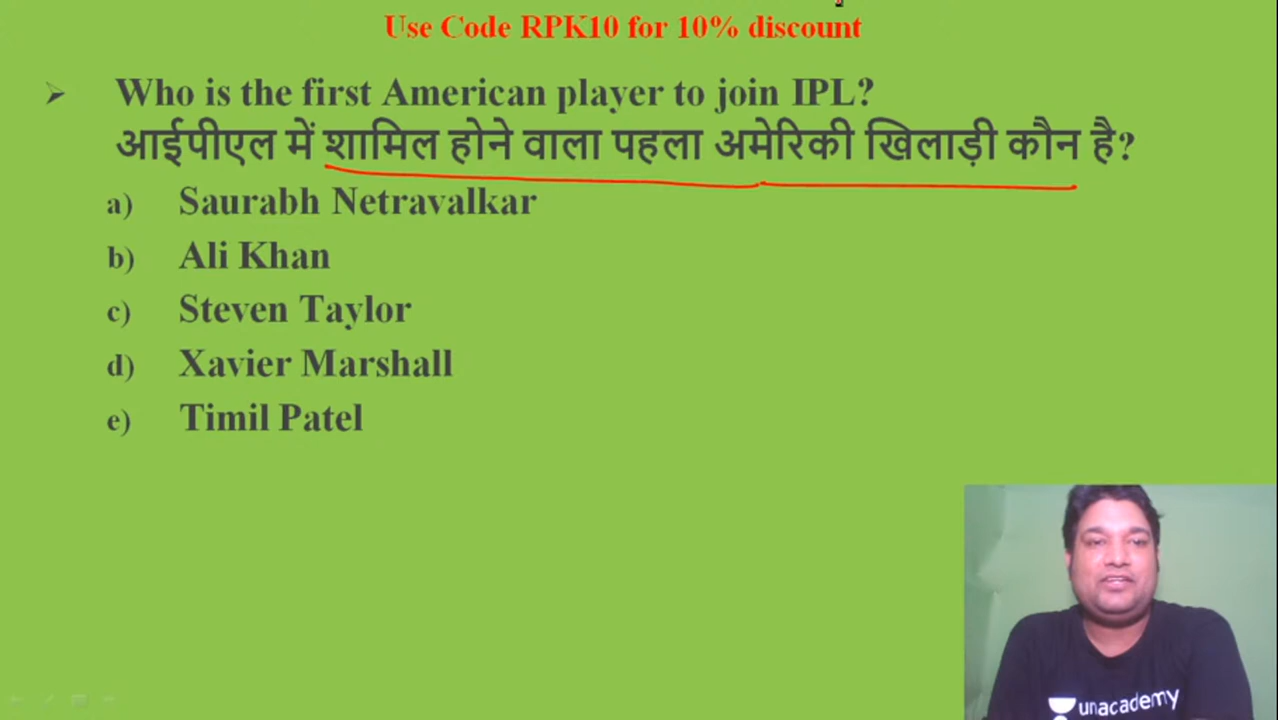 Use Code RPK10 for 10% discount
➤ Who is the first American player to join IPL?
आईपीएल में शामिल होने वाला पहला अमेरिकी खिलाड़ी कौन है?
a) Saurabh Netravalkar
b) Ali Khan
c) Steven Taylor
d) Xavier Marshall
e) Timil Patel
unacademy